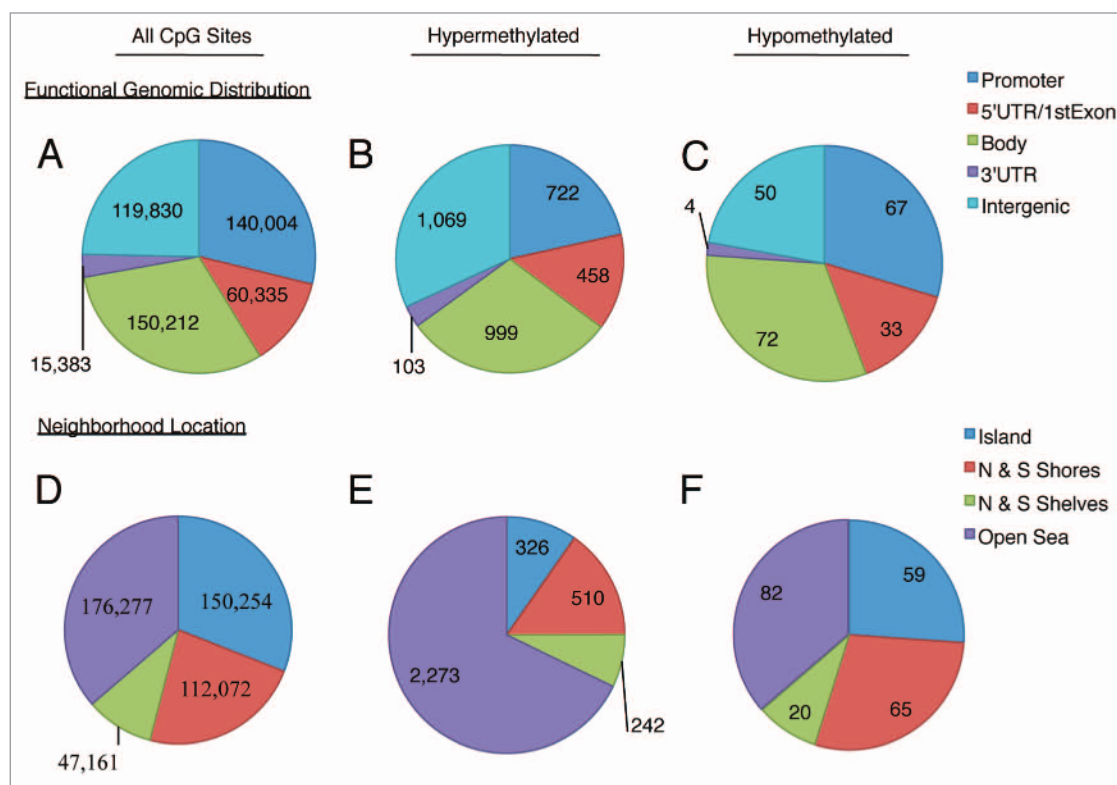 All CpG Sites
Hypermethylated
Hypomethylated
Functional Genomic Distribution
Promoter
5'UTR/1stExon
Body
3'UTR
Intergenic
A
119,830
140,004
60,335
150,212
15,383
B
1,069
722
458
999
103
C
50
67
4
33
72
Neighborhood Location
Island
N & S Shores
N & S Shelves
Open Sea
D
176,277
150,254
112,072
47,161
E
326
510
2,273
242
F
82
59
20
65